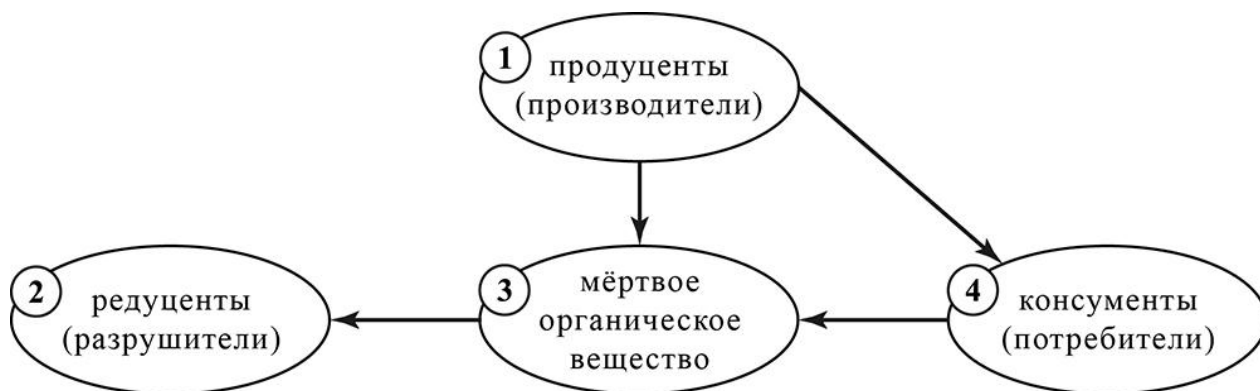 1
продуценты
(производители)
2
редуценты
(разрушители)
3
мёртвое
органическое
вещество
4
консументы
(потребители)